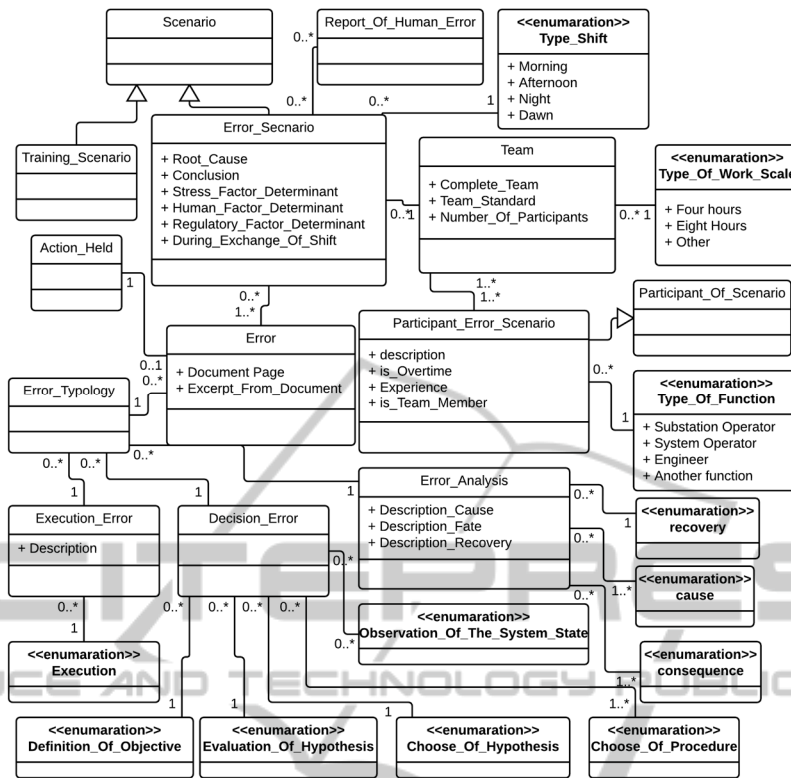 Scenario
Report_Of_Human_Error
<<enumaration>>
Type_Shift
+ Morning
+ Afternoon
+ Night
+ Dawn
0..*
0..*
0..*
1
Error_Secnario
+ Root_Cause
+ Conclusion
+ Stress_Factor_Determinant
+ Human_Factor_Determinant
+ Regulatory_Factor_Determinant
+ During_Exchange_Of_Shift
Training_Scenario
Team
+ Complete_Team
+ Team_Standard
+ Number_Of_Participants
<<enumaration>>
Type_Of_Work_Scale
+ Four hours
+ Eight Hours
+ Other
0..*
1
0..*
1
Action_Held
1
0..*
1..*
1..*
1..*
Participant_Of_Scenario
Error
+ Document Page
+ Excerpt_From_Document
0..1
0..*
1
0..*
Participant_Error_Scenario
+ description
+ is_Overtime
+ Experience
+ is_Team_Member
0..*
1
<<enumaration>>
Type_Of_Function
+ Substation Operator
+ System Operator
+ Engineer
+ Another function
Error_Typology
0..*
0..*
1
1
1
Error_Analysis
+ Description_Cause
+ Description_Fate
+ Description_Recovery
0..*
1
0..*
1..*
0..*
1..*
<<enumaration>>
recovery
<<enumaration>>
cause
<<enumaration>>
consequence
Execution_Error
+ Description
Decision_Error
0..*
0..*
<<enumaration>>
Observation_Of_The_System_State
0..*
1
0..*
0..*
0..*
0..*
<<enumaration>>
Execution
1
1
1
1..*
<<enumaration>>
Definition_Of_Objective
<<enumaration>>
Evaluation_Of_Hypothesis
<<enumaration>>
Choose_Of_Hypothesis
<<enumaration>>
Choose_Of_Procedure